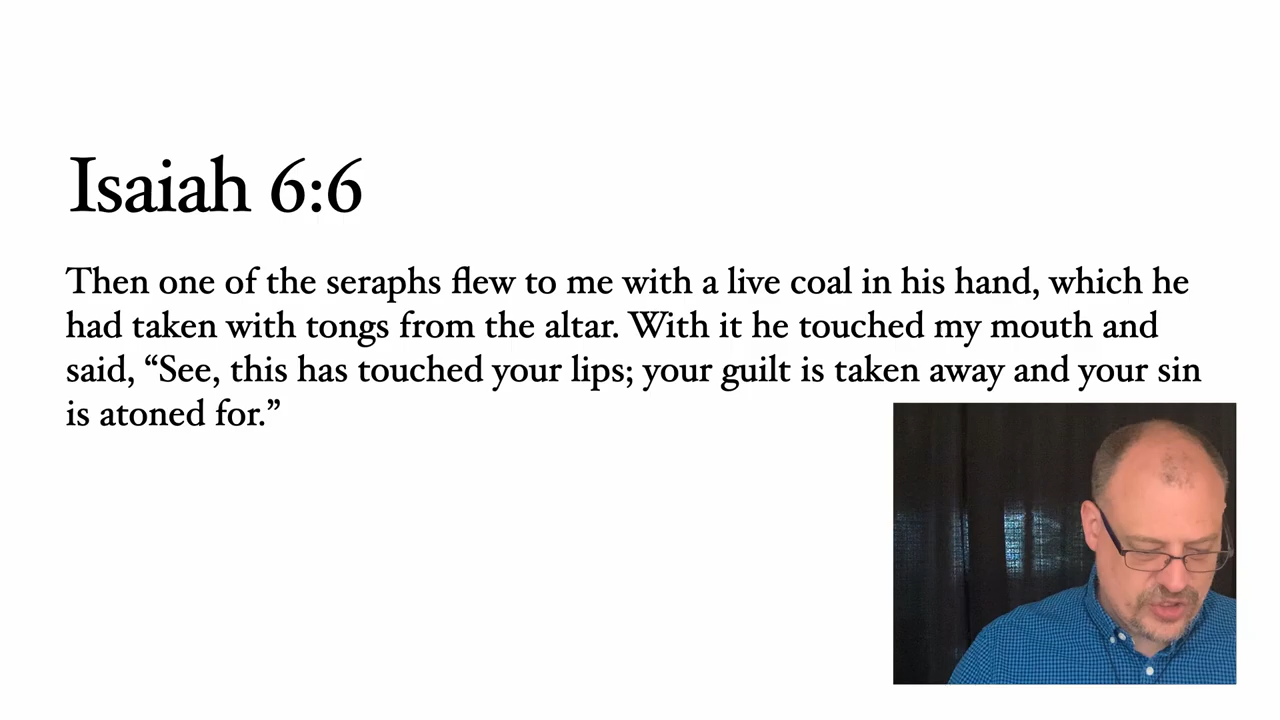 Isaiah 6:6
Then one of the seraphs flew to me with a live coal in his hand, which he
had taken with tongs from the altar. With it he touched my mouth and
said, “See, this has touched your lips; your guilt is taken away and your sin
is atoned for.”